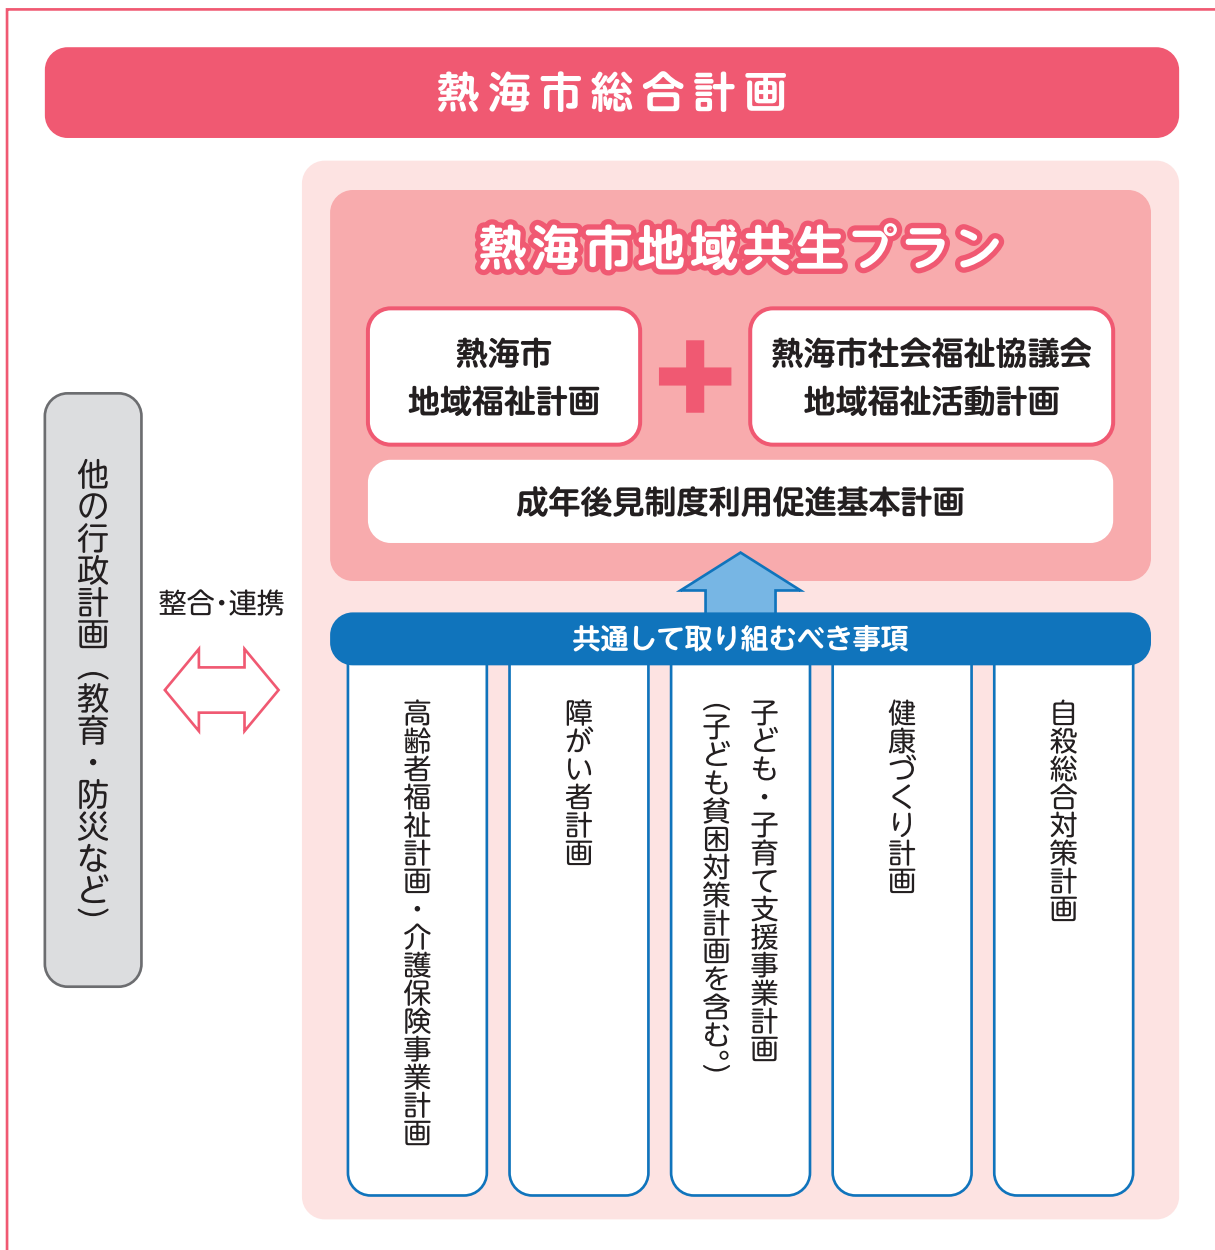 熱海市総合計画
熱海市地域共生プラン
熱海市
地域福祉計画
熱海市社会福祉協議会
地域福祉活動計画
成年後見制度利用促進基本計画
他の行政計画（教育・防災など）
整合・連携
共通して取り組むべき事項
高齢者福祉計画・介護保険事業計画
障がい者計画
子ども・子育て支援事業計画
（子ども貧困対策計画を含む。）
健康づくり計画
自殺総合対策計画